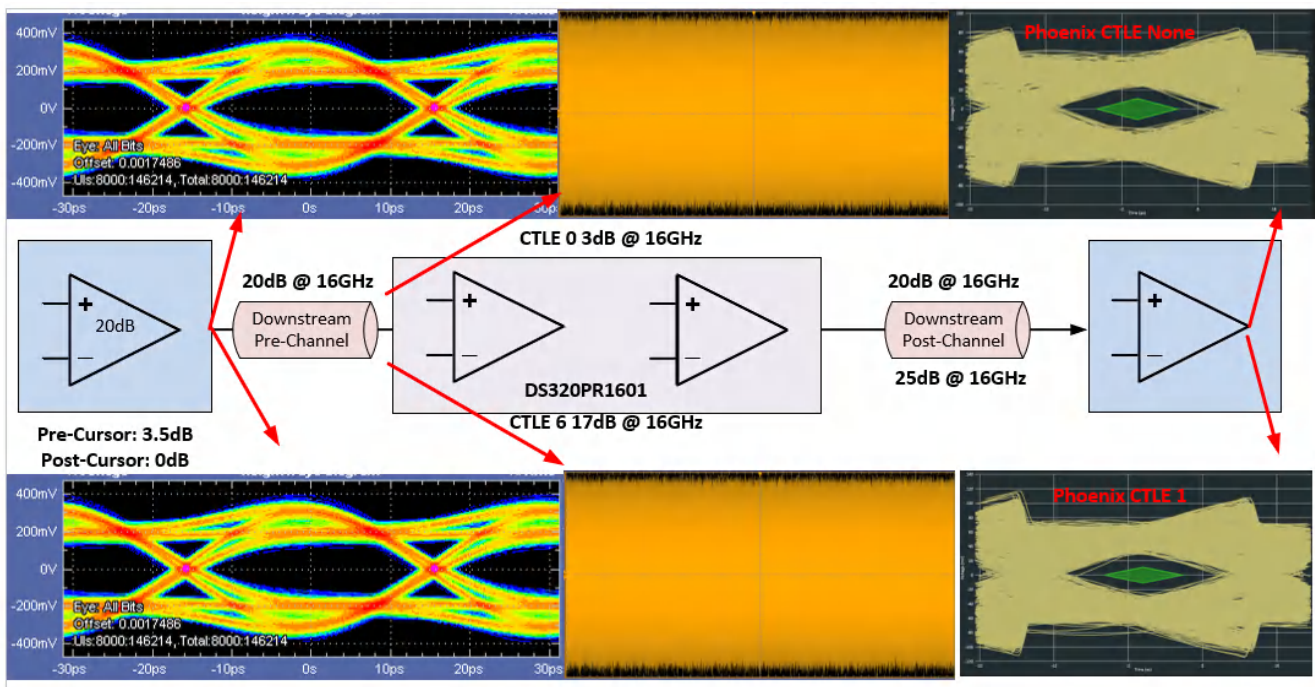 400mV
200mV
0V
-200mV
-400mV
Eye: All Bits
Offset: 0.0017486
UIs:8000:146214, Total:8000:146214
-30ps
-20ps
-10ps
0s
10ps
20ps
Phoenix CTLE None
CTLE 0 3dB @ 16GHz
20dB @ 16GHz
20dB @ 16GHz
+
20dB
Downstream
Pre-Channel
+
+
Downstream
Post-Channel
+
DS320PR1601
25dB @ 16GHz
Pre-Cursor: 3.5dB
CTLE 6 17dB @ 16GHz
Post-Cursor: 0dB
400mV
200mV
0V
-200mV
-400mV
Eye: All Bits
Offset: 0.0017486
UIs:8000:146214, Total:8000:146214
-30ps
-20ps
-10ps
0s
10ps
20ps
30ps
Phoenix CTLE 1